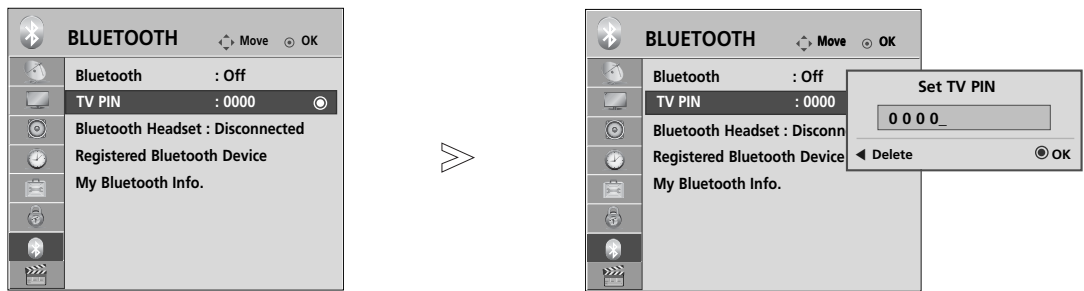 BLUETOOTH Move OK
Bluetooth : Off
TV PIN : 0000
Bluetooth Headset : Disconnected
Registered Bluetooth Device
My Bluetooth Info.
BLUETOOTH Move OK
Bluetooth : Off
TV PIN : 0000
Bluetooth Headset : Disconn
Registered Bluetooth Device
My Bluetooth Info.
Set TV PIN
0 0 0 0_
Delete OK